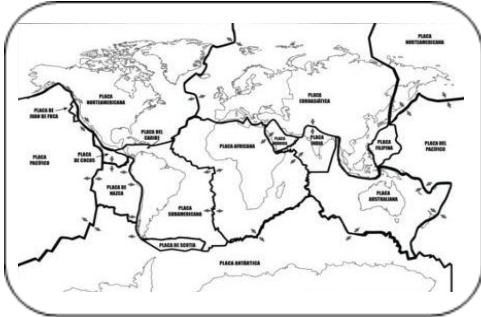 PLACA
NORTEAMERICANA
PLACA
NORTEAMERICANA
PLACA
EUROASIÁTICA
PLACA DE
JUAN DE FUCA
PLACA DEL
CARIBE
PLACA
PACÍFICO
PLACA
DE COCOS
PLACA AFRICANA
PLACA
INDIA
PLACA
FILIPINA
PLACA DEL
PACÍFICO
PLACA DE
NAZCA
PLACA
SUDAMERICANA
PLACA
AUSTRALIANA
PLACA DE SCOTIA
PLACA ANTÁRTICA